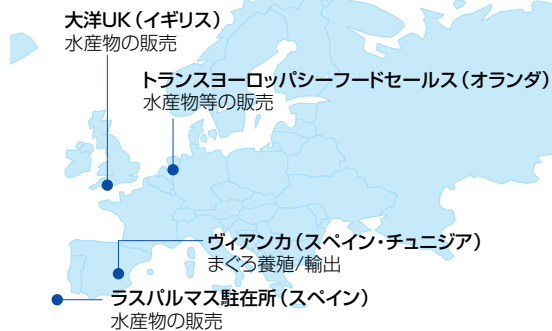 大洋UK（イギリス）
水産物の販売
トランスヨーロッパシーフードセールス（オランダ）
水産物等の販売
ヴィアンカ（スペイン・チュニジア）
まぐろ養殖/輸出
ラスパルマス駐在所（スペイン）
水産物の販売